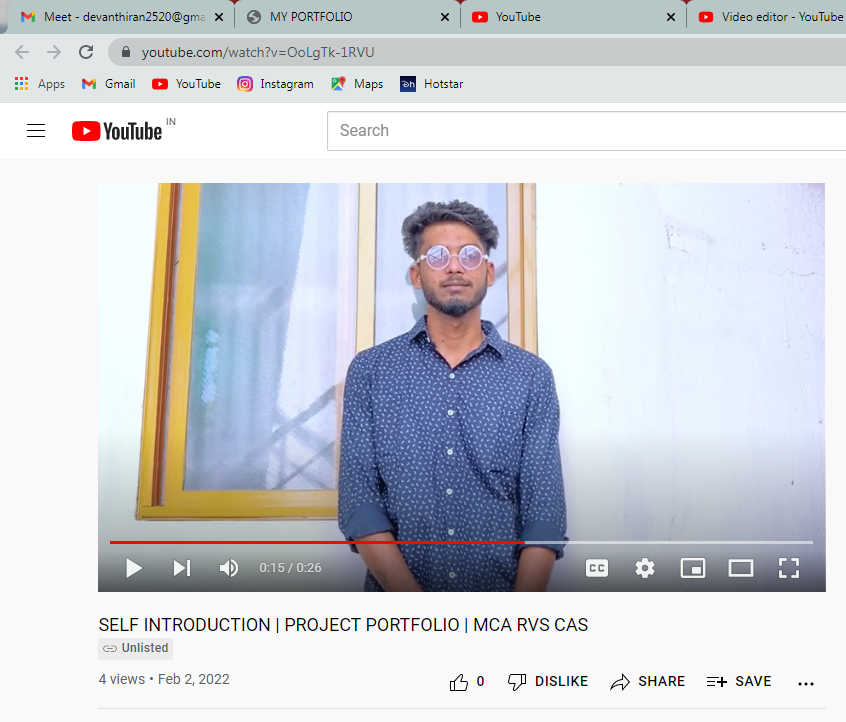 Meet - devanthiran2520@gma
MY PORTFOLIO
YouTube
Video editor - YouTube
youtube.com/watch?v=OoLgTk-1RVU
Apps
Gmail
YouTube
Instagram
Maps
Hotstar
YouTube IN
Search
0:15 / 0:26
CC
SELF INTRODUCTION | PROJECT PORTFOLIO | MCA RVS CAS
Unlisted
4 views • Feb 2, 2022
0
DISLIKE
SHARE
SAVE